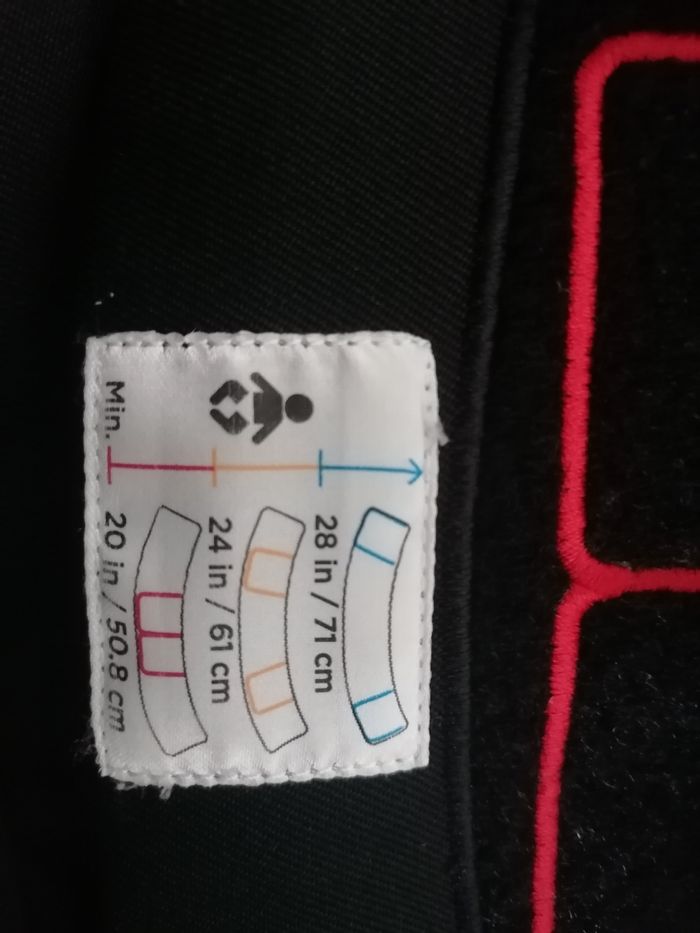 28 in / 71 cm
24 in / 61 cm
Min. 20 in / 50.8 cm